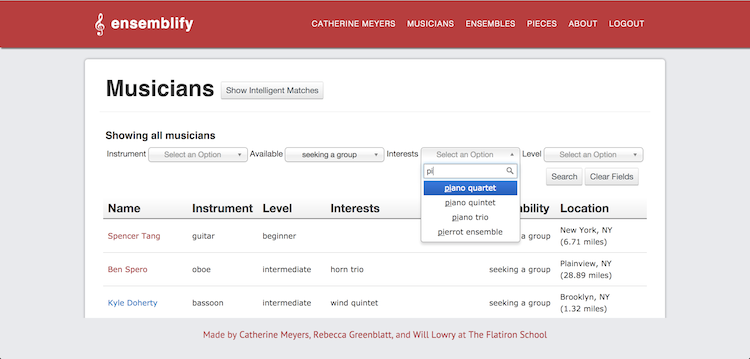 ensemblify
CATHERINE MEYERS MUSICIANS ENSEMBLES PIECES ABOUT LOGOUT
Musicians Show Intelligent Matches
Showing all musicians
Instrument Select an Option Available seeking a group Interests Select an Option Level Select an Option
pi
Search Clear Fields
piano quartet
piano quintet
piano trio
pierrot ensemble
Name Instrument Level Interests bility Location
Spencer Tang guitar beginner a group New York, NY
(6.71 miles)
Ben Spero oboe intermediate horn trio seeking a group Plainview, NY
(28.89 miles)
Kyle Doherty bassoon intermediate wind quintet seeking a group Brooklyn, NY
(1.32 miles)
Made by Catherine Meyers, Rebecca Greenblatt, and Will Lowry at The Flatiron School